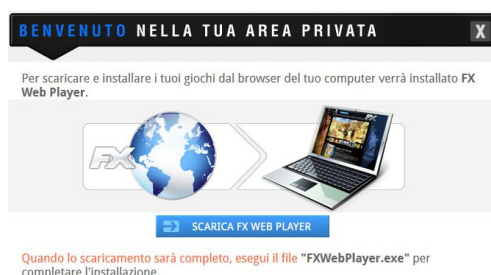 BENVENUTO NELLA TUA AREA PRIVATA
X
Per scaricare e installare i tuoi giochi dal browser del tuo computer verrà installato FX
Web Player.
FX
SCARICA FX WEB PLAYER
Quando lo scaricamento sarà completo, esegui il file "FXWebPlayer.exe" per
completare l'installazione